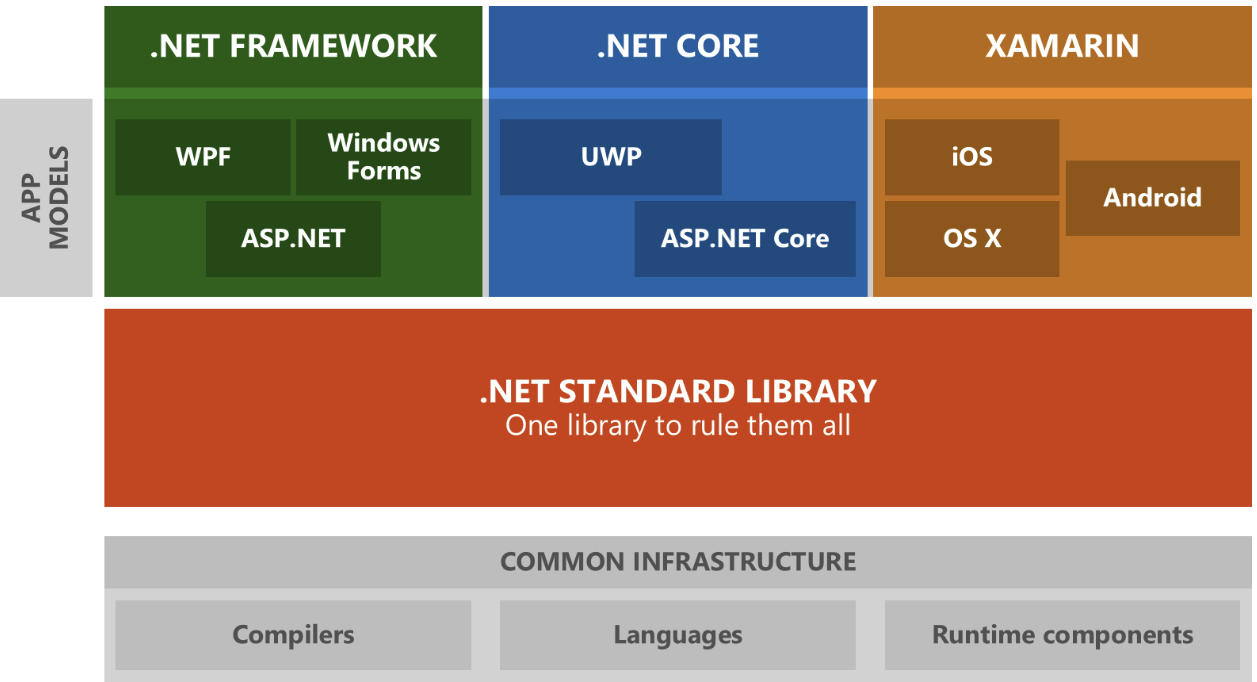 .NET FRAMEWORK
.NET CORE
XAMARIN
APP
MODELS
WPF
Windows
Forms
ASP.NET
UWP
ASP.NET Core
iOS
Android
OS X
.NET STANDARD LIBRARY
One library to rule them all
COMMON INFRASTRUCTURE
Compilers
Languages
Runtime components